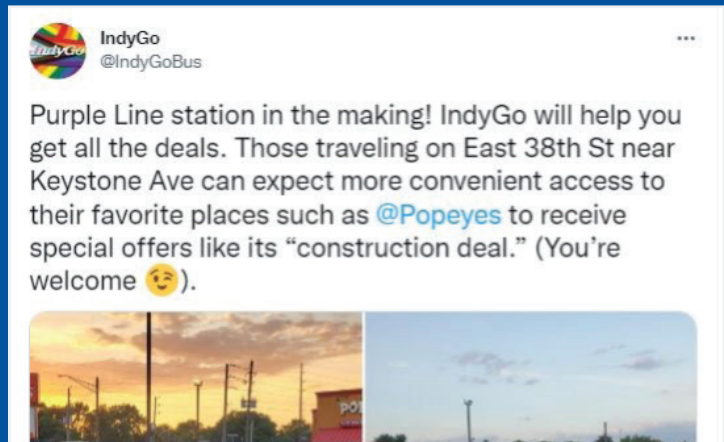 IndyGo
IndyGo
@IndyGoBus
Purple Line station in the making! IndyGo will help you
get all the deals. Those traveling on East 38th St near
Keystone Ave can expect more convenient access to
their favorite places such as @Popeyes to receive
special offers like its “construction deal.” (You’re
welcome 😉).